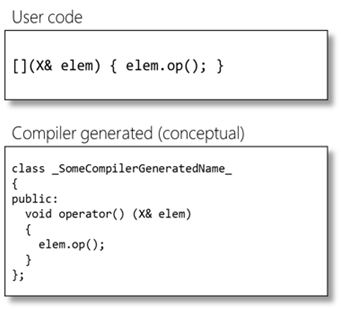 User code
[](X& elem) { elem.op(); }
Compiler generated (conceptual)
class _SomeCompilerGeneratedName_
{
public:
  void operator() (X& elem)
  {
    elem.op();
  }
};